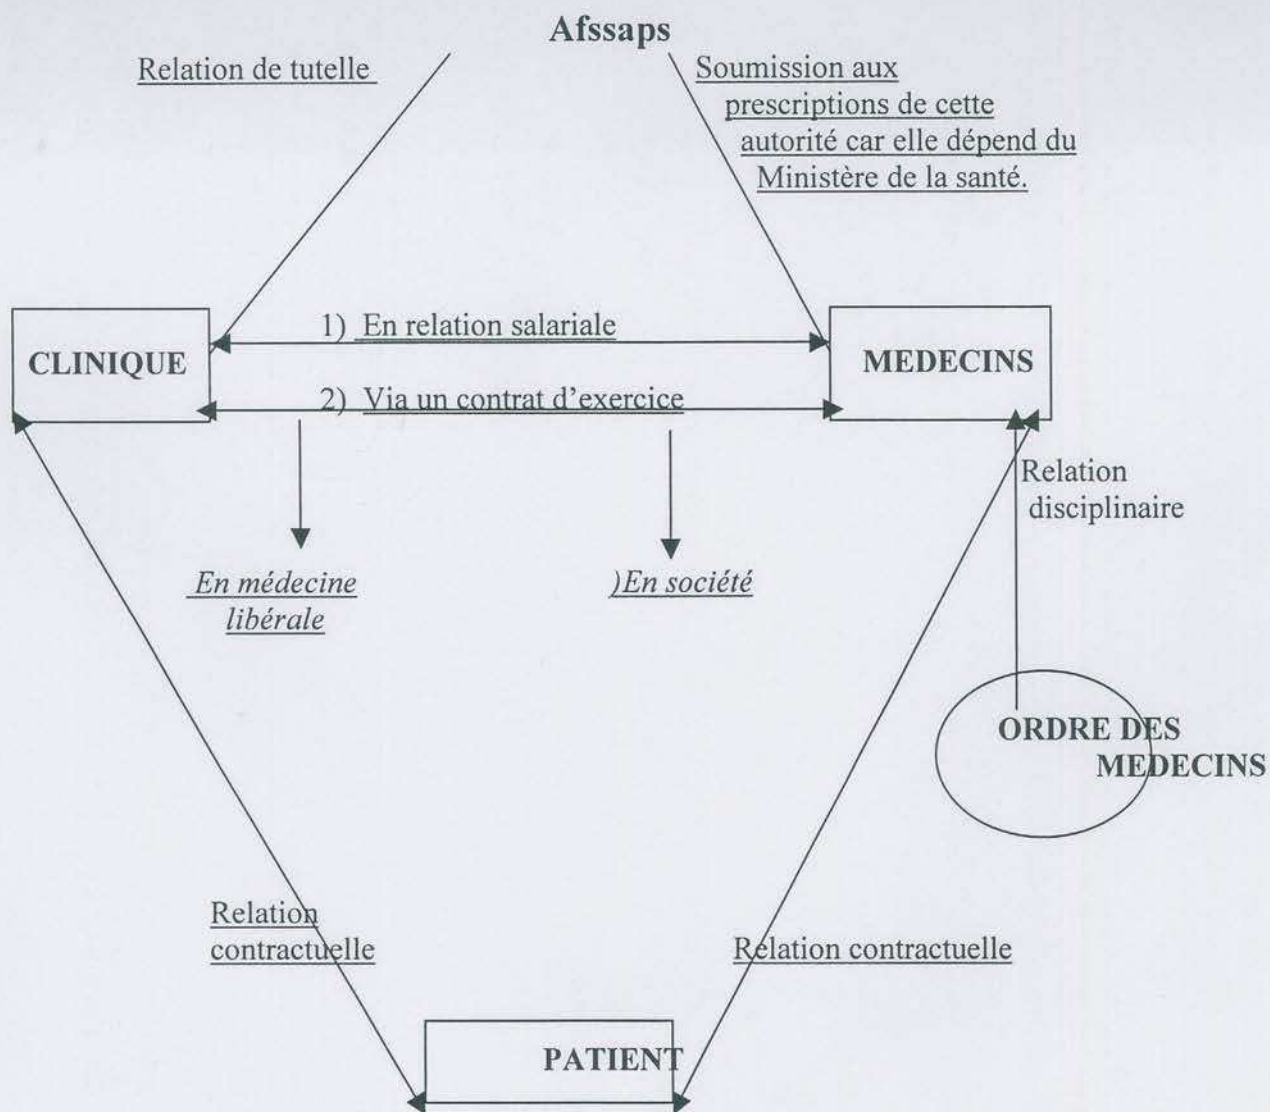 Afssaps
Relation de tutelle
Soumission aux
prescriptions de cette
autorité car elle dépend du
Ministère de la santé.
1) En relation salariale
CLINIQUE
MEDECINS
2) Via un contrat d'exercice
Relation
disciplinaire
En médecine
libérale
)En société
ORDRE DES
MEDECINS
Relation
contractuelle
Relation contractuelle
PATIENT